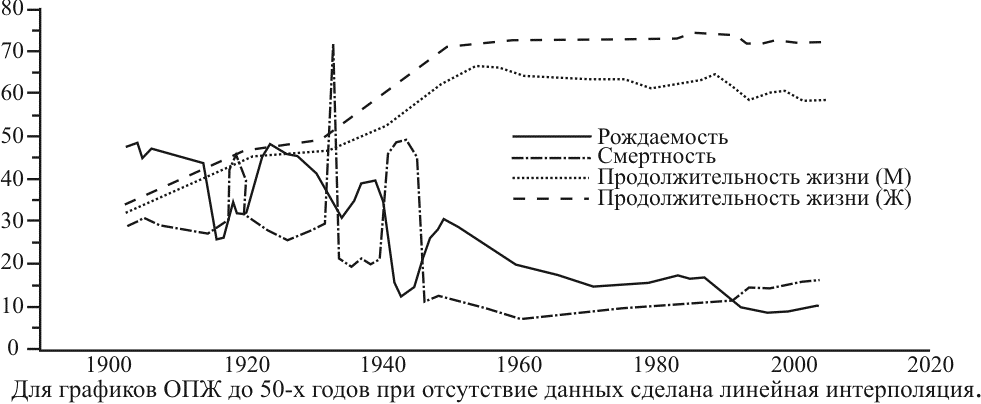 80
70
60
50
40
30
20
10
0
Рождаемость
Смертность
Продолжительность жизни (М)
Продолжительность жизни (Ж)
1900 1920 1940 1960 1980 2000 2020
Для графиков ОПЖ до 50-х годов при отсутствие данных сделана линейная интерполяция.